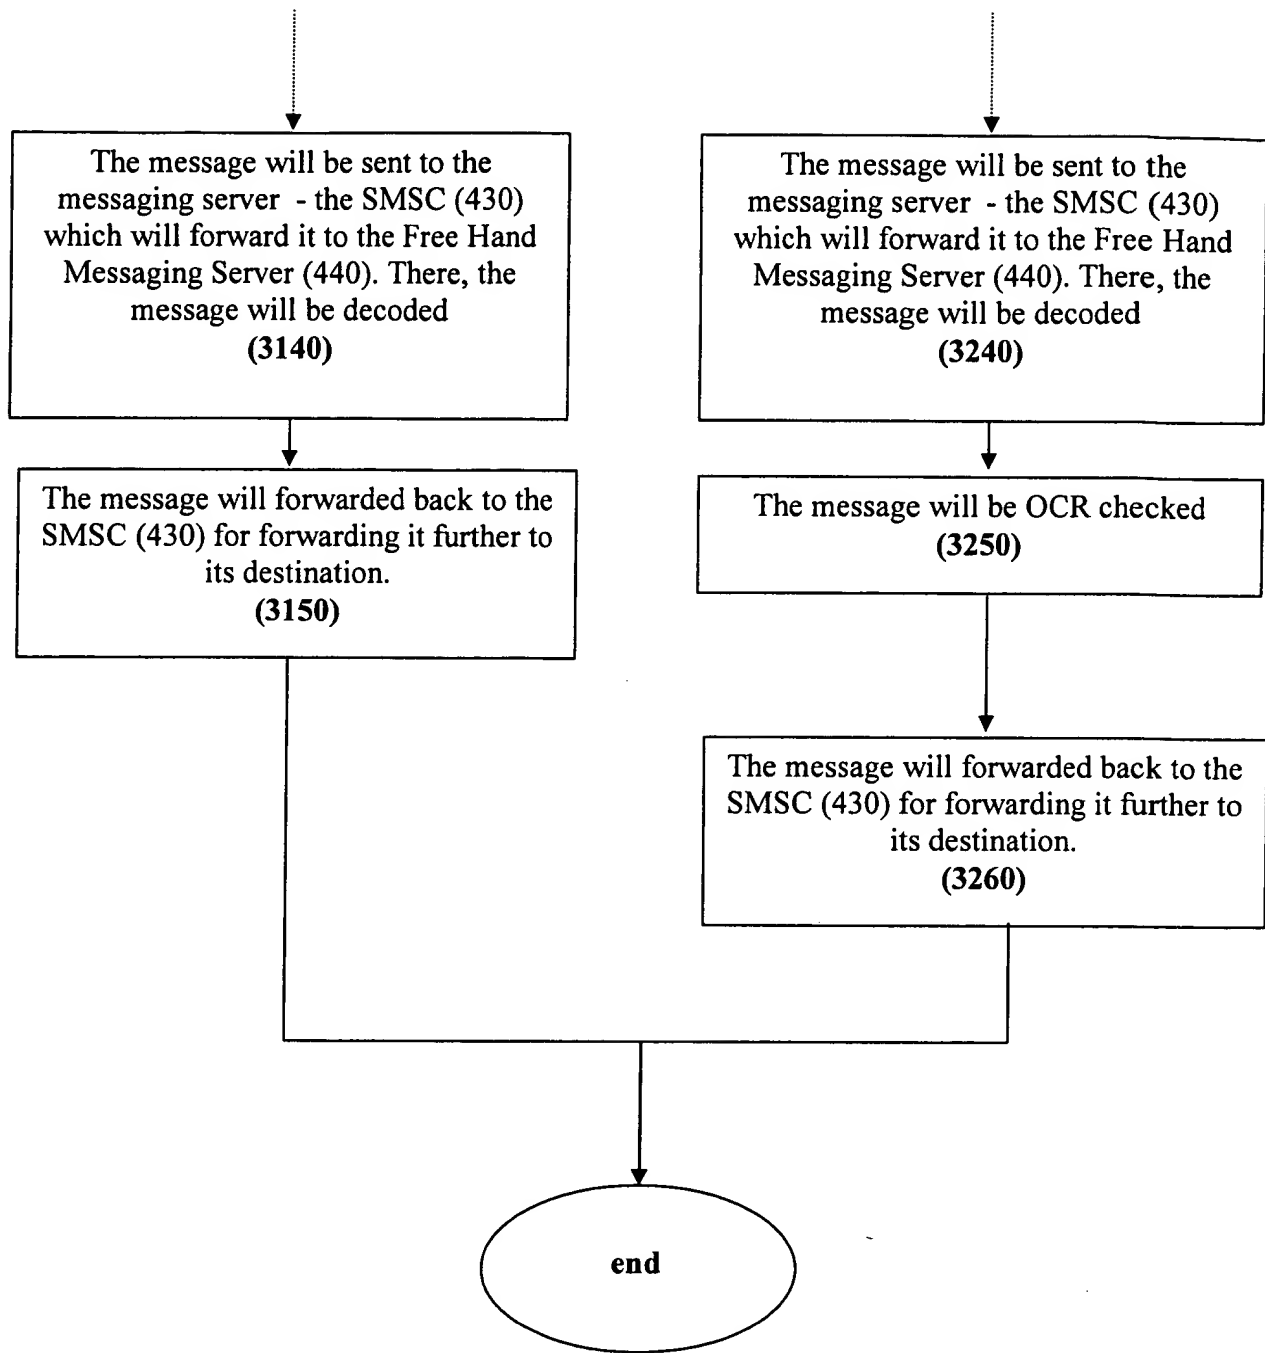 The message will be sent to the
messaging server - the SMSC (430)
which will forward it to the Free Hand
Messaging Server (440). There, the
message will be decoded
(3140)
The message will forwarded back to the
SMSC (430) for forwarding it further to
its destination.
(3150)
The message will be sent to the
messaging server - the SMSC (430)
which will forward it to the Free Hand
Messaging Server (440). There, the
message will be decoded
(3240)
The message will be OCR checked
(3250)
The message will forwarded back to the
SMSC (430) for forwarding it further to
its destination.
(3260)
end